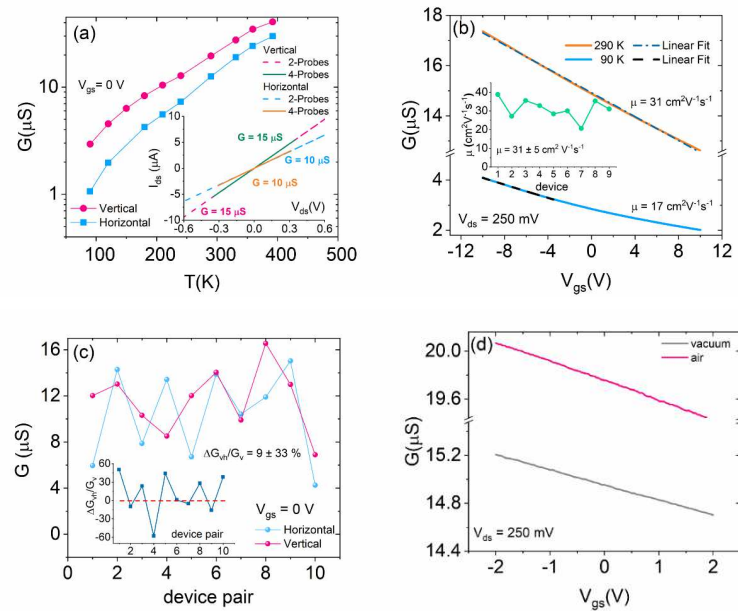 (a)
V_gs= 0 V
Vertical
2-Probes
4-Probes
Horizontal
2-Probes
4-Probes
100
10
1
G(μS)
10
5
0
-5
-10
I_ds (μA)
G = 15 μS
G = 10 μS
G = 10 μS
G = 15 μS
V_ds(V)
-0.6 -0.3 0.0 0.3 0.6
Vertical
Horizontal
0 100 200 300 400 500
T(K)
(b)
290 K Linear Fit
90 K Linear Fit
18
16
14
4
2
G(μS)
μ = 31 cm²V⁻¹s⁻¹
40
30
20
10
0
μ (cm²V⁻¹s⁻¹)
μ = 31 ± 5 cm² V⁻¹s⁻¹
1 2 3 4 5 6 7 8 9
device
μ = 17 cm²V⁻¹s⁻¹
V_ds = 250 mV
-12 -8 -4 0 4 8 12
V_gs(V)
(c)
16
12
8
4
0
G (μS)
ΔG_vh/G_v = 9 ± 33 %
60
30
0
-30
-60
ΔG_vh/G_v
device pair
2 4 6 8 10
V_gs = 0 V
Horizontal
Vertical
0 2 4 6 8 10
device pair
(d)
vacuum
air
20.0
19.6
15.2
14.8
14.4
G(μS)
V_ds = 250 mV
-2 -1 0 1 2
V_gs(V)